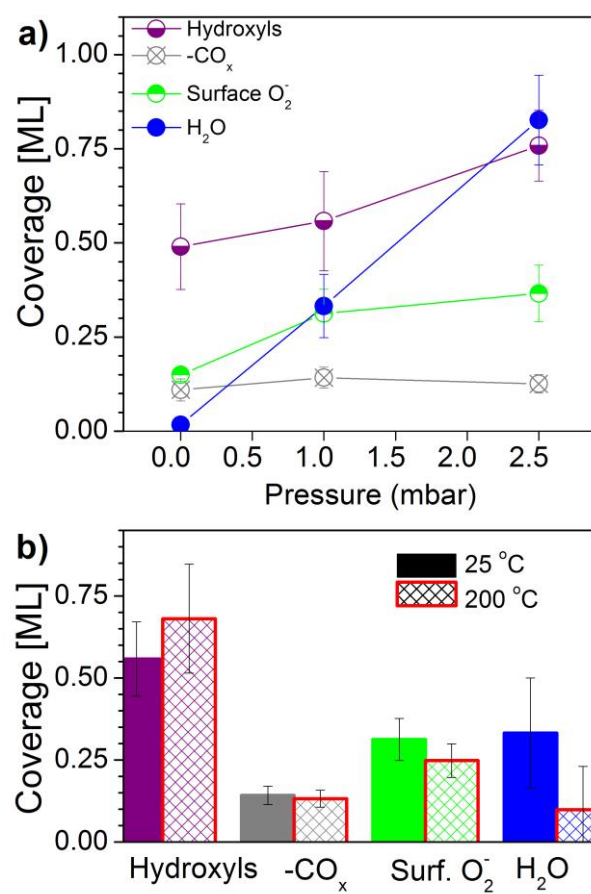 a)
Hydroxyls
-COₓ
Surface O₂⁻
H₂O
Coverage [ML]
1.00
0.75
0.50
0.25
0.00
0.0 0.5 1.0 1.5 2.0 2.5
Pressure (mbar)
b)
25 °C
200 °C
Coverage [ML]
0.75
0.50
0.25
0.00
Hydroxyls -COₓ Surf. O₂⁻ H₂O